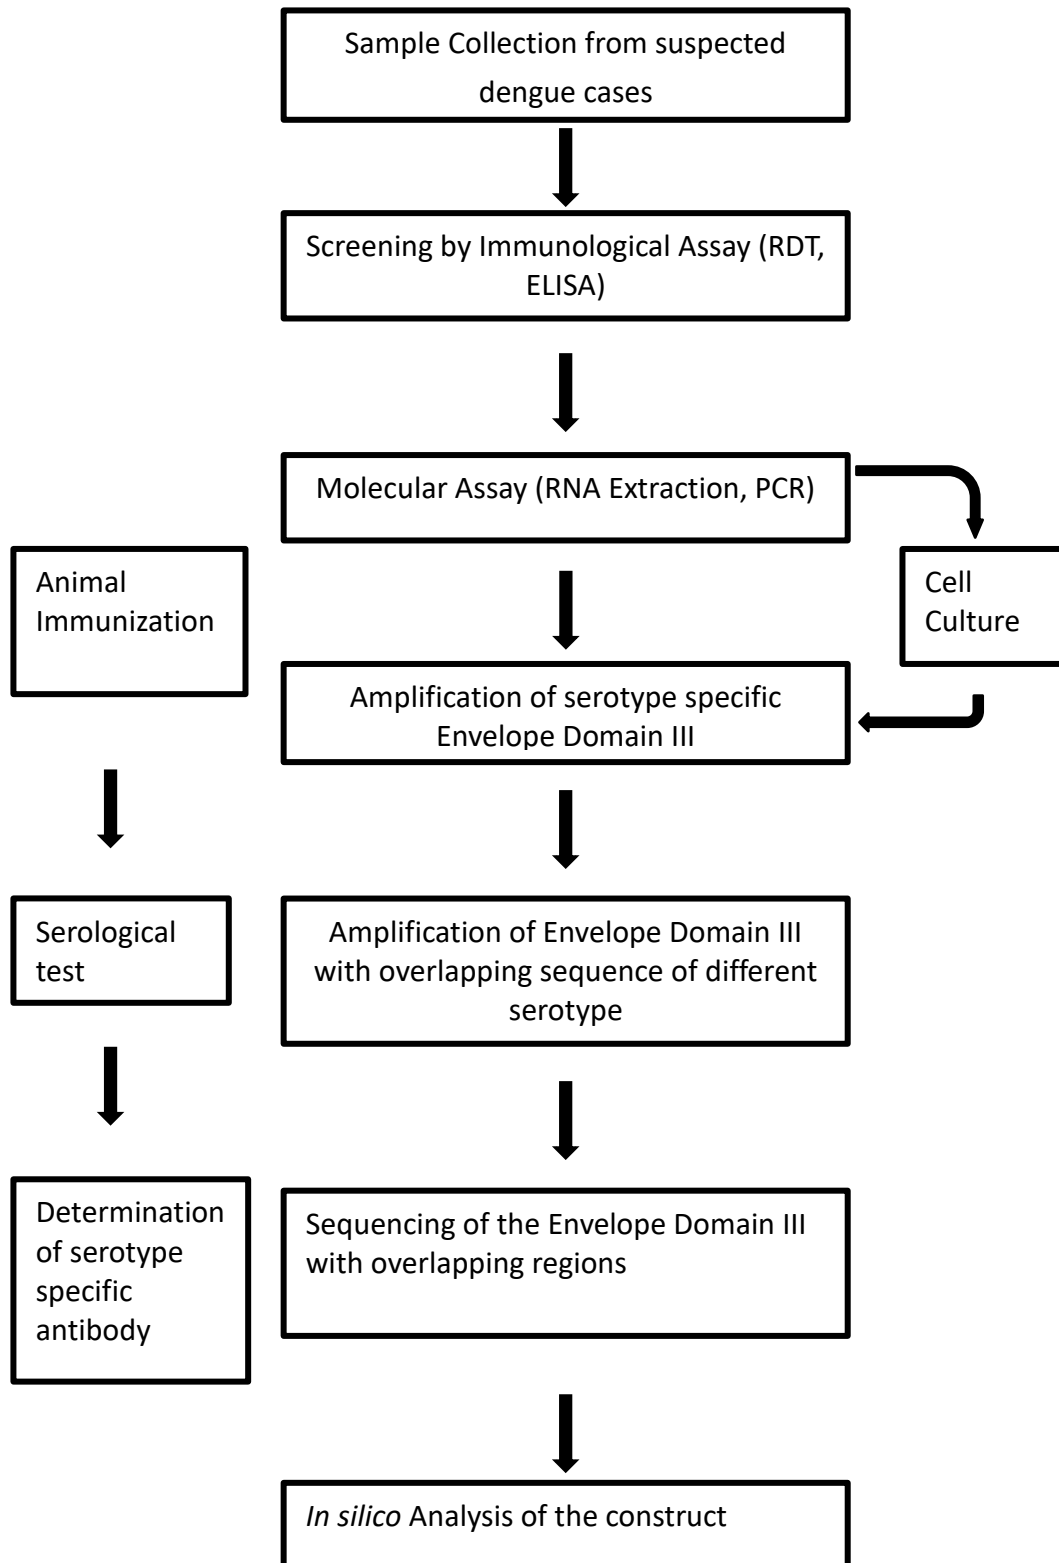 Sample Collection from suspected
dengue cases
Screening by Immunological Assay (RDT,
ELISA)
Molecular Assay (RNA Extraction, PCR)
Animal
Immunization
Cell
Culture
Amplification of serotype specific
Envelope Domain III
Serological
test
Amplification of Envelope Domain III
with overlapping sequence of different
serotype
Determination
of serotype
specific
antibody
Sequencing of the Envelope Domain III
with overlapping regions
In silico Analysis of the construct